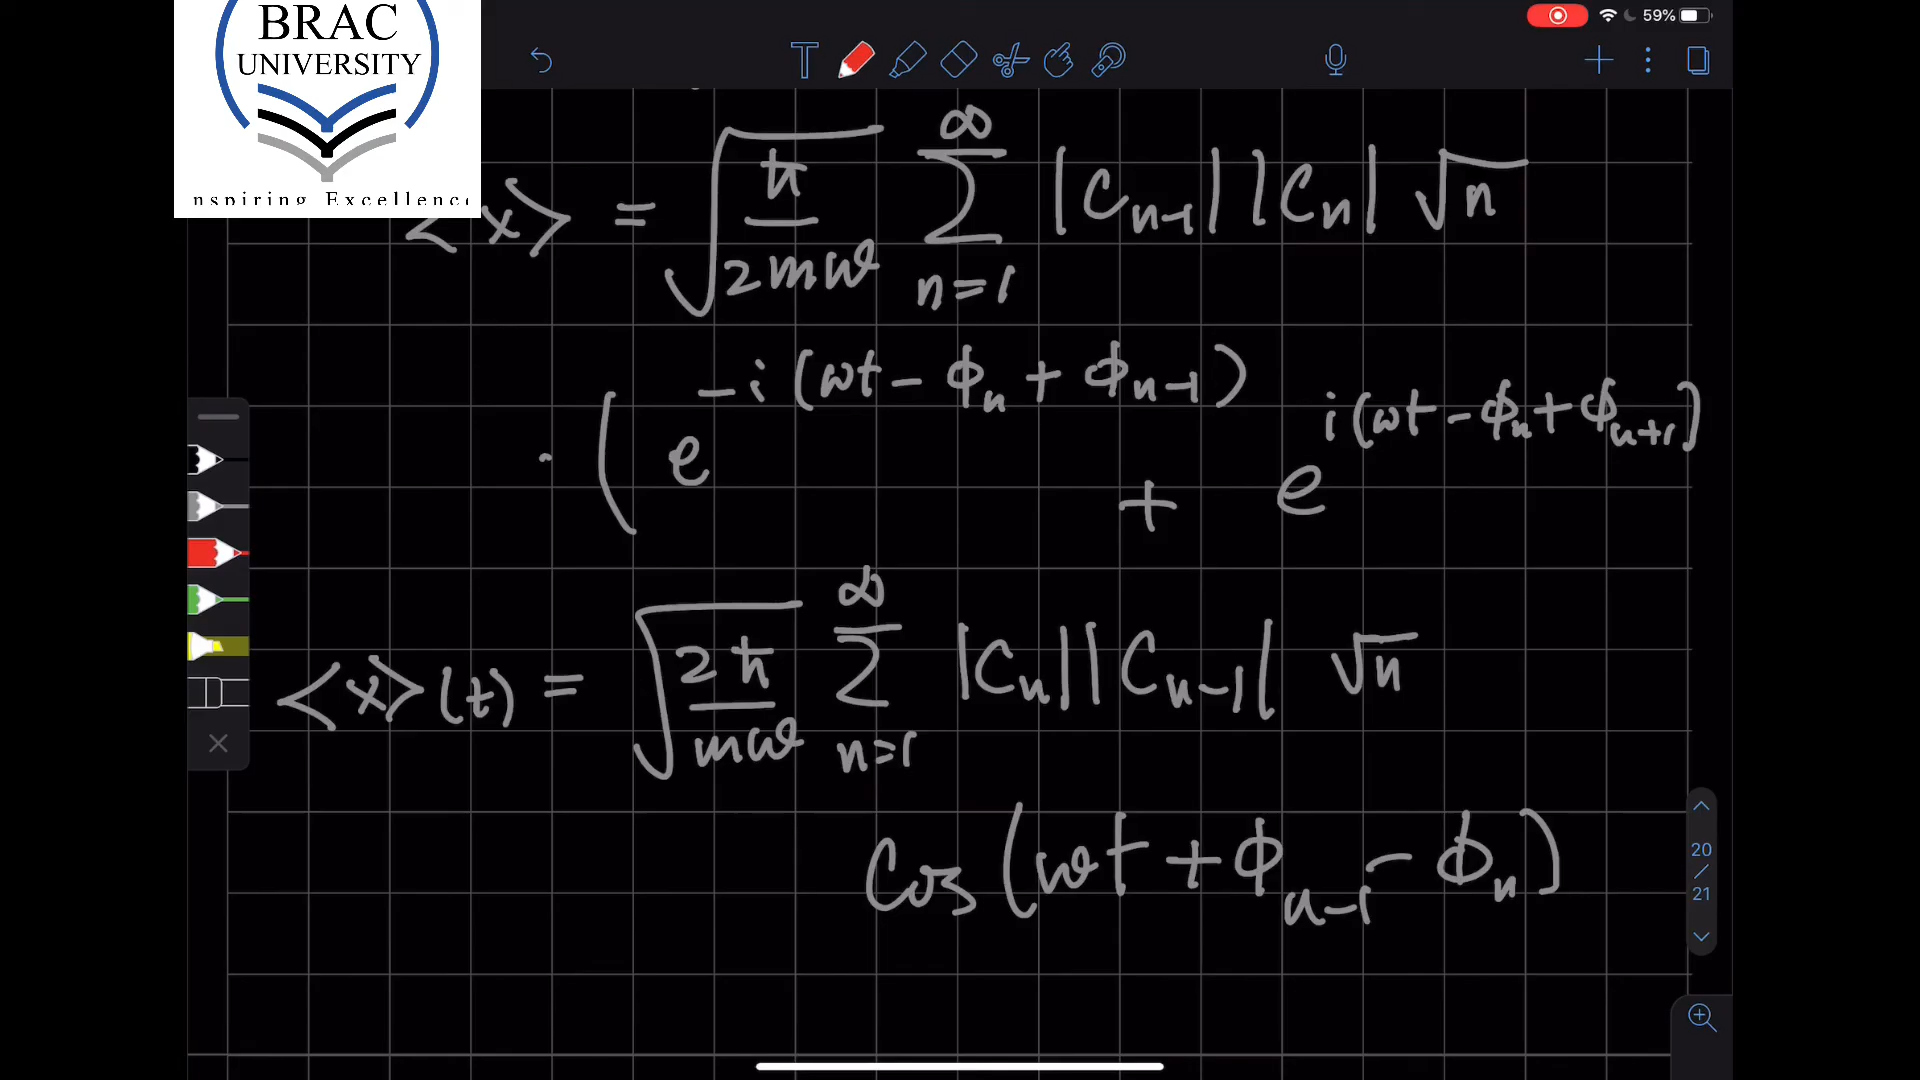 BRAC
UNIVERSITY
nspiring Excellence
59%
T
<x> = √(ħ/2mω) ∑_{n=1}^{∞} |C_{n-1}| |C_n| √n
· ( e^{-i(ωt - ϕ_n + ϕ_{n-1})} + e^{i(ωt - ϕ_n + ϕ_{n+1})}
<x>(t) = √(2ħ/mω) ∑_{n=1}^{∞} |C_n| |C_{n-1}| √n
Cos(ωt + ϕ_{n-1} - ϕ_n)
20
/
21